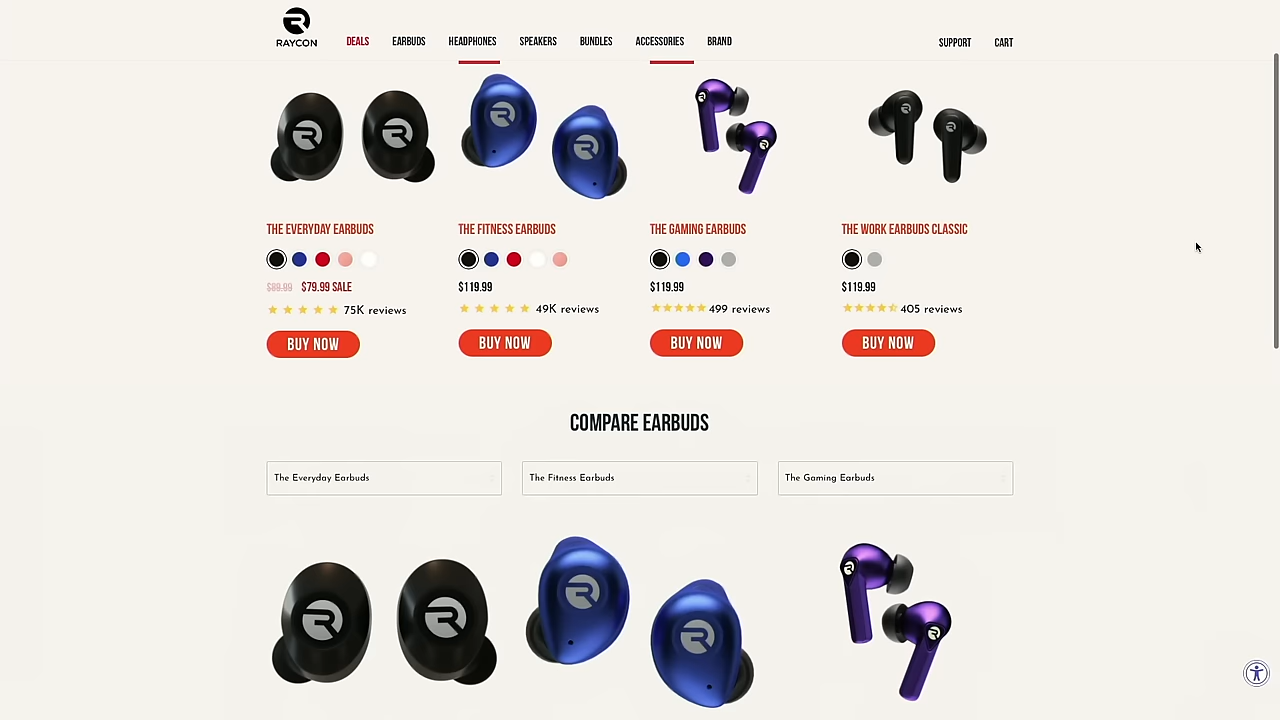 RAYCON
DEALS EARBUDS HEADPHONES SPEAKERS BUNDLES ACCESSORIES BRAND SUPPORT CART
THE EVERYDAY EARBUDS
THE FITNESS EARBUDS
THE GAMING EARBUDS
THE WORK EARBUDS CLASSIC
$89.99 $79.99 SALE
$119.99
$119.99
$119.99
75K reviews
49K reviews
499 reviews
405 reviews
BUY NOW
BUY NOW
BUY NOW
BUY NOW
COMPARE EARBUDS
The Everyday Earbuds
The Fitness Earbuds
The Gaming Earbuds